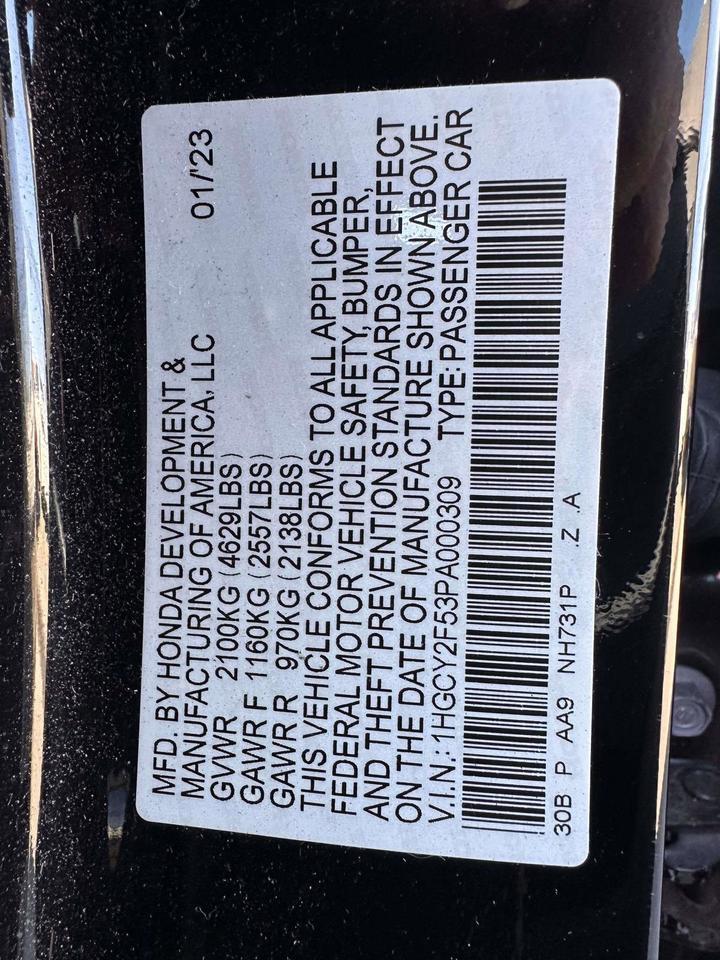 MFD. BY HONDA DEVELOPMENT &
MANUFACTURING OF AMERICA, LLC 01/'23
GVWR 2100KG (4629LBS)
GAWR F 1160KG (2557LBS)
GAWR R 970KG (2138LBS)
THIS VEHICLE CONFORMS TO ALL APPLICABLE
FEDERAL MOTOR VEHICLE SAFETY, BUMPER,
AND THEFT PREVENTION STANDARDS IN EFFECT
ON THE DATE OF MANUFACTURE SHOWN ABOVE.
V.I.N.: 1HGCY2F53PA000309 TYPE: PASSENGER CAR
30B P AA9 NH731P .Z .A